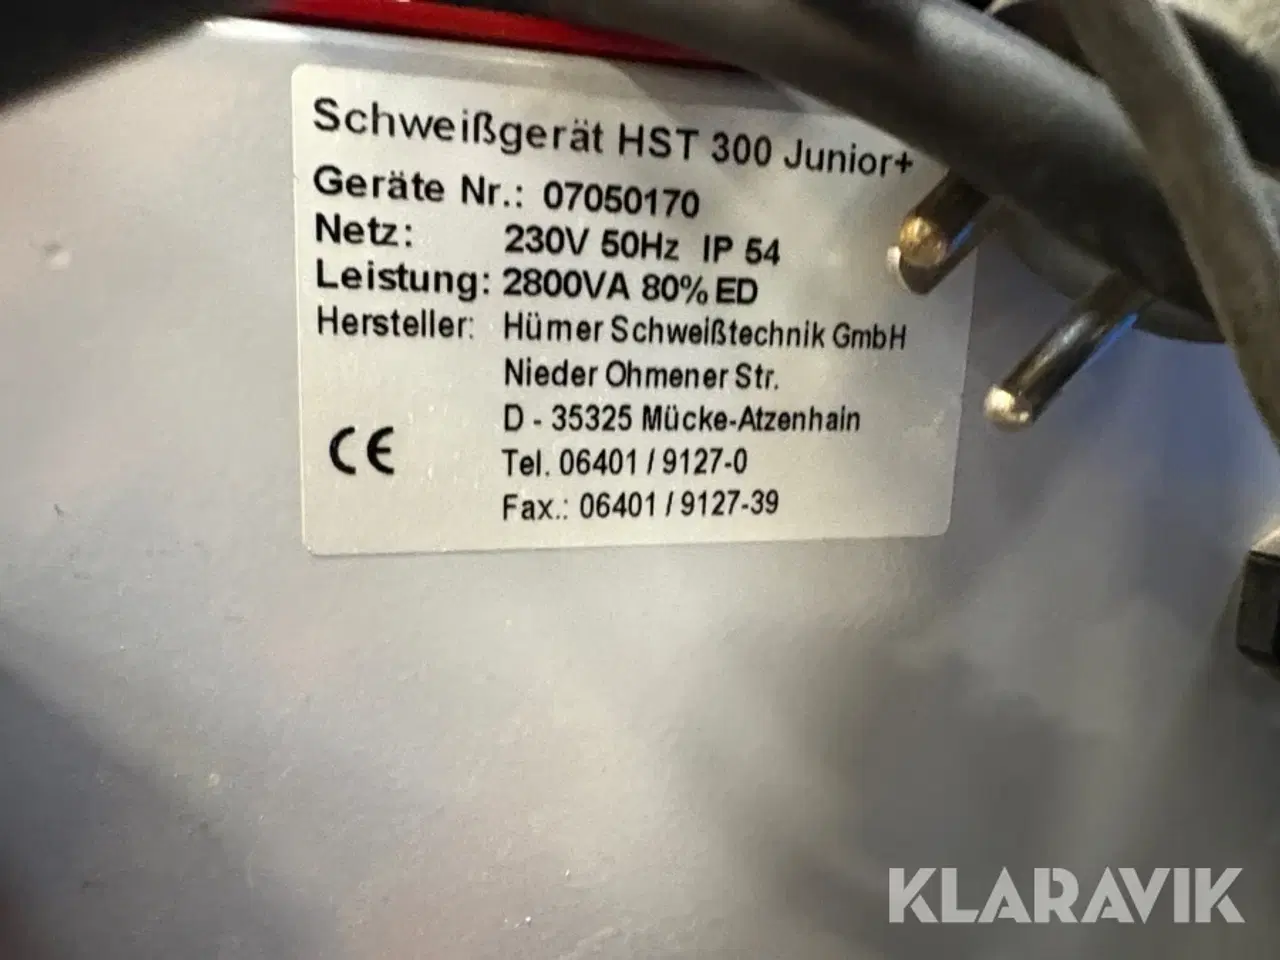 Schweißgerät HST 300 Junior+
Geräte Nr.: 07050170
Netz: 230V 50Hz IP 54
Leistung: 2800VA 80% ED
Hersteller: Hürner Schweißtechnik GmbH
Nieder Ohmener Str.
D - 35325 Mücke-Atzenhain
CE
Tel. 06401 / 9127-0
Fax.: 06401 / 9127-39
KLARAVIK